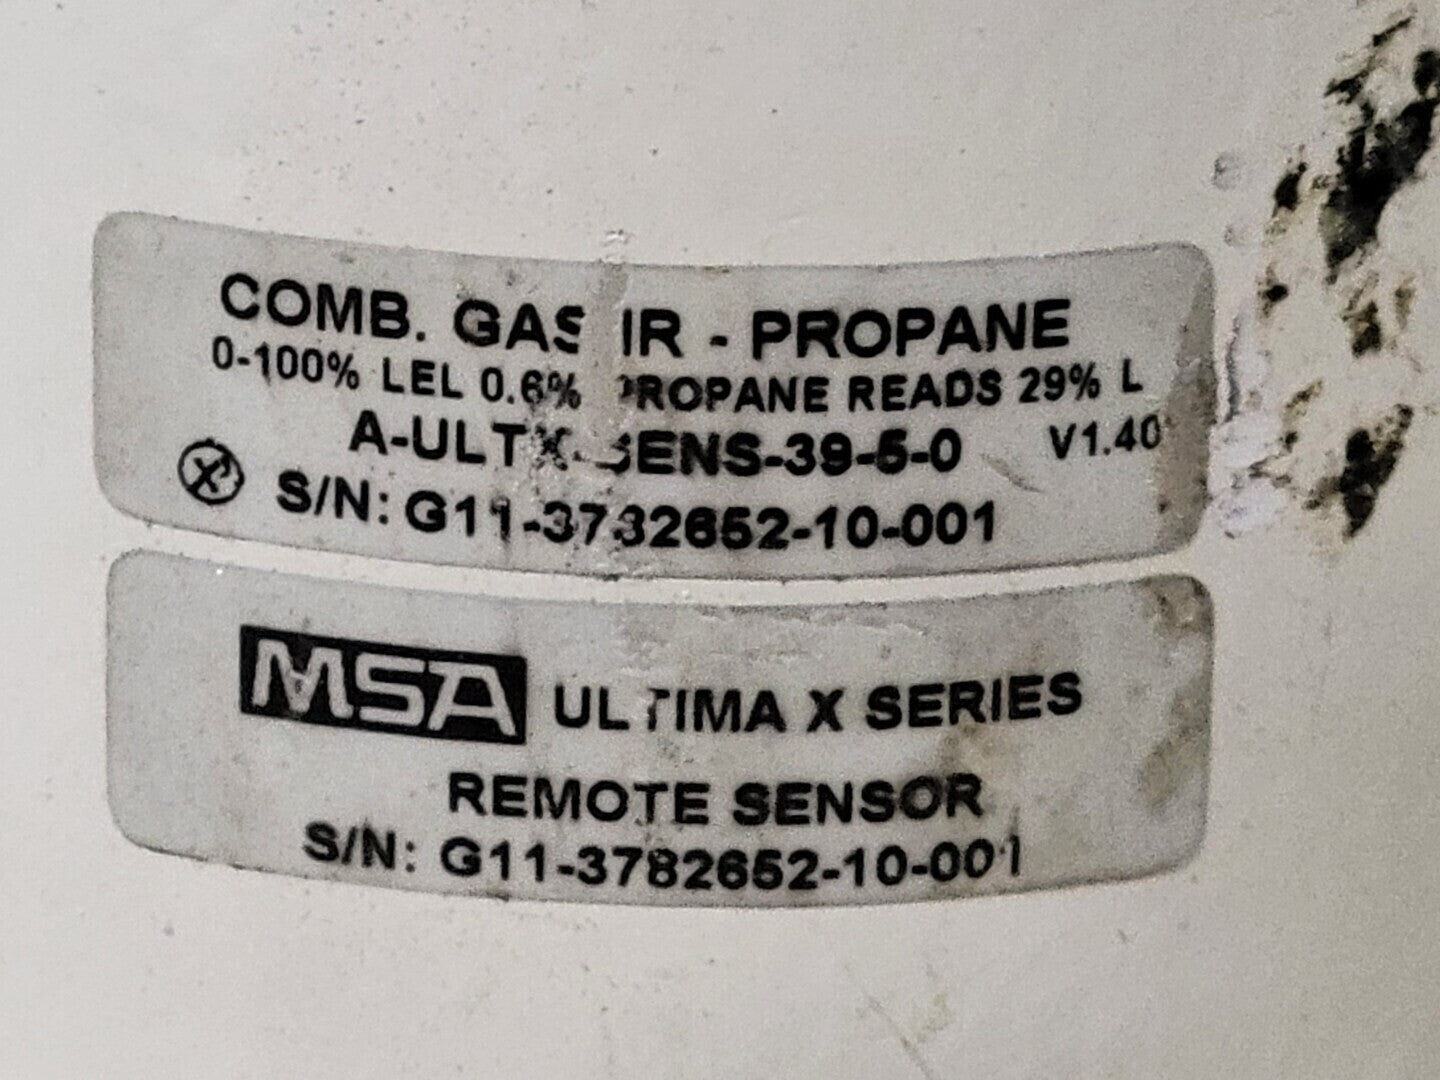 COMB. GAS IR - PROPANE
0-100% LEL 0.6% PROPANE READS 29% L
A-ULTX-SENS-39-5-0 V1.40
S/N: G11-3782652-10-001
MSA ULTIMA X SERIES
REMOTE SENSOR
S/N: G11-3782652-10-001